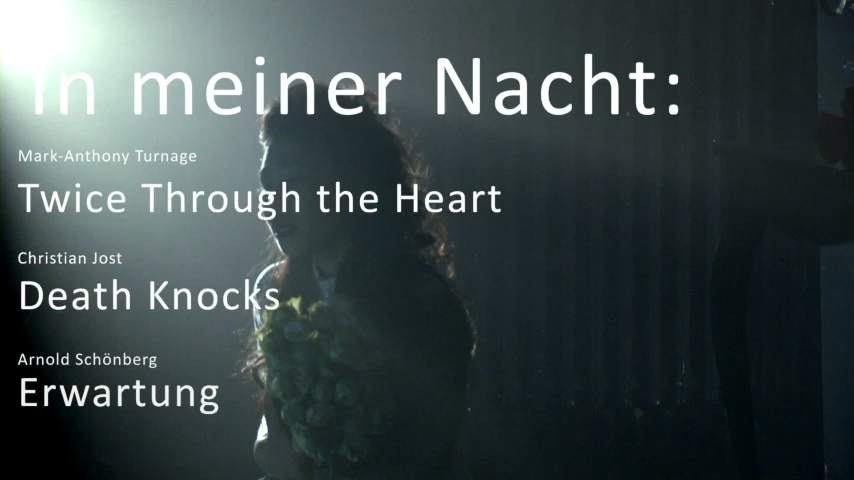 In meiner Nacht:
Mark-Anthony Turnage
Twice Through the Heart
Christian Jost
Death Knocks
Arnold Schönberg
Erwartung